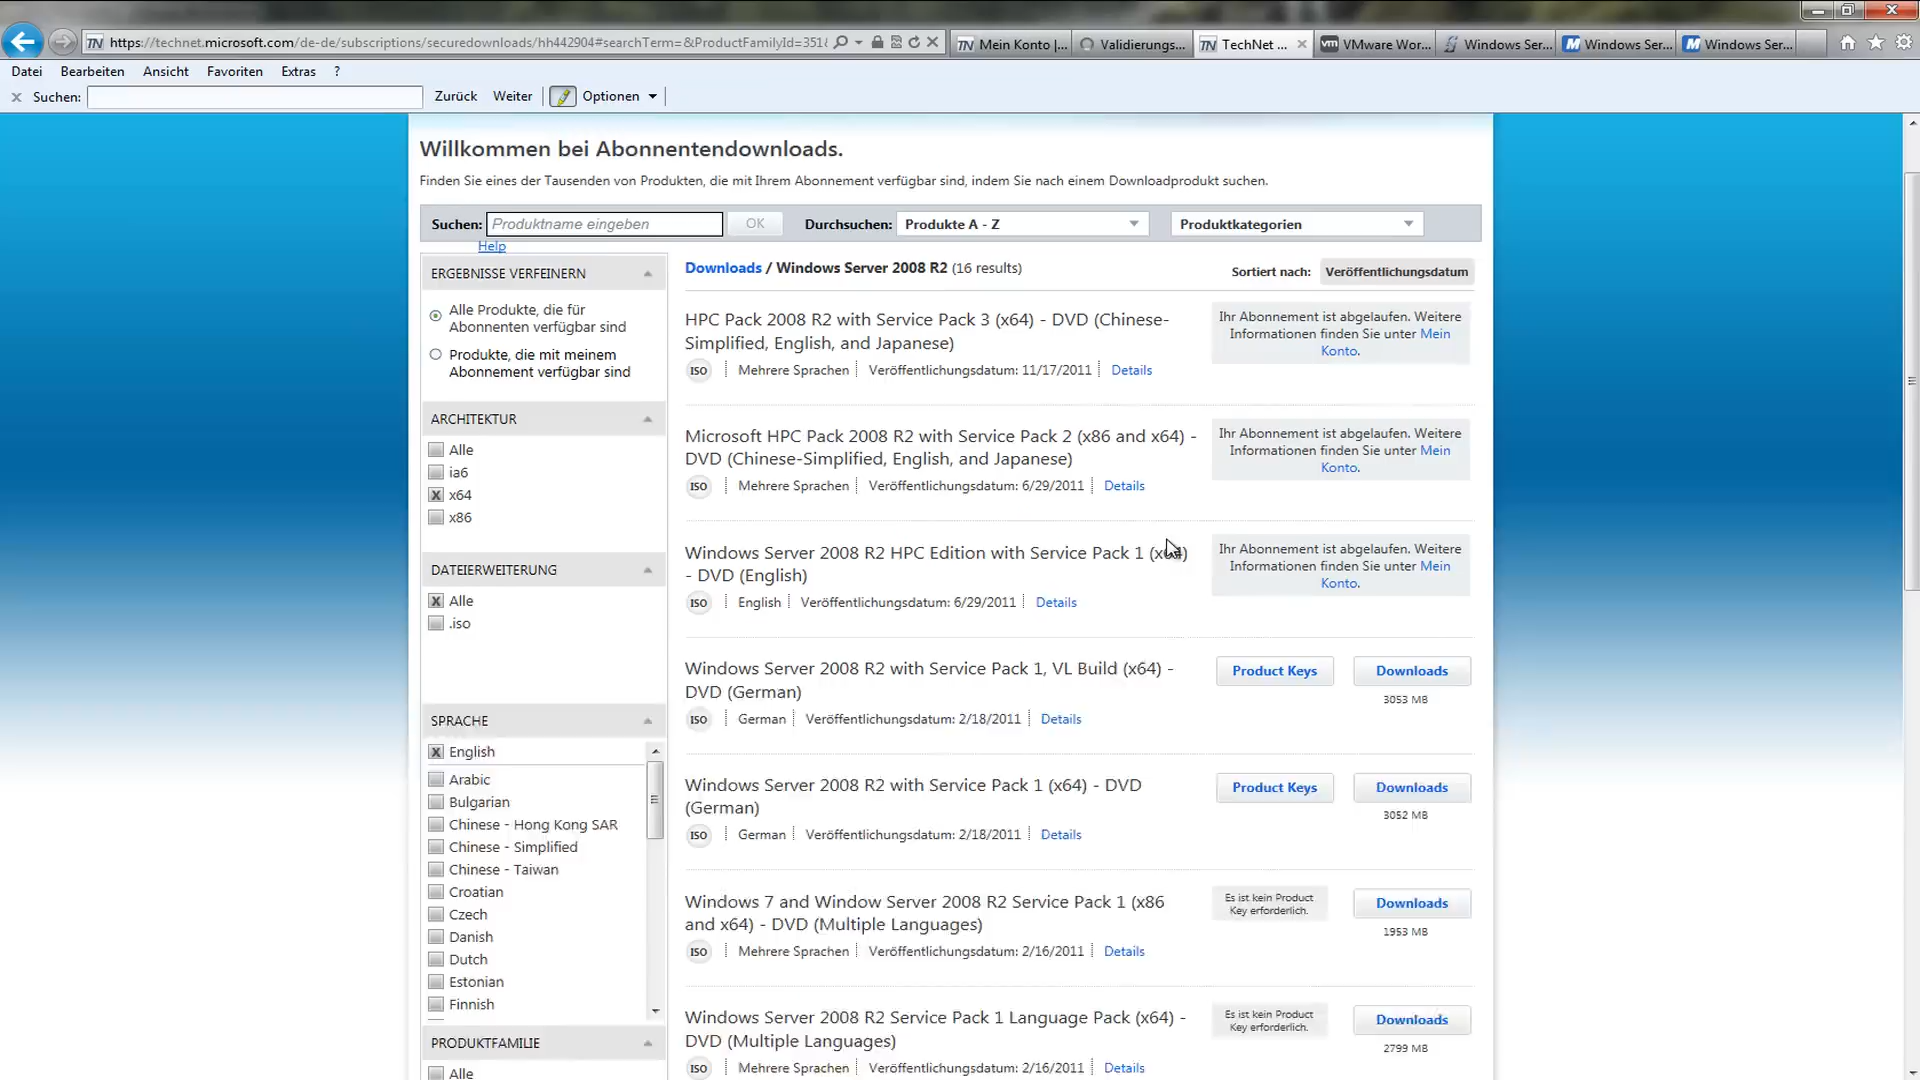 https://technet.microsoft.com/de-de/subscriptions/securedownloads/hh442904#searchTerm=&ProductFamilyId=351&
Mein Konto |...
Validierungs...
TechNet ...
VMware Wor...
Windows Ser...
Windows Ser...
Windows Ser...
Datei Bearbeiten Ansicht Favoriten Extras ?
x Suchen: Zurück Weiter Optionen
Willkommen bei Abonnentendownloads.
Finden Sie eines der Tausenden von Produkten, die mit Ihrem Abonnement verfügbar sind, indem Sie nach einem Downloadprodukt suchen.
Suchen: Produktname eingeben OK Durchsuchen: Produkte A - Z Produktkategorien
Help
ERGEBNISSE VERFEINERN
Alle Produkte, die für
Abonnenten verfügbar sind
Produkte, die mit meinem
Abonnement verfügbar sind
ARCHITEKTUR
Alle
ia6
x64
x86
DATEIERWEITERUNG
Alle
.iso
SPRACHE
English
Arabic
Bulgarian
Chinese - Hong Kong SAR
Chinese - Simplified
Chinese - Taiwan
Croatian
Czech
Danish
Dutch
Estonian
Finnish
PRODUKTFAMILIE
Alle
Downloads / Windows Server 2008 R2 (16 results)
Sortiert nach: Veröffentlichungsdatum
HPC Pack 2008 R2 with Service Pack 3 (x64) - DVD (Chinese-
Simplified, English, and Japanese)
ISO Mehrere Sprachen Veröffentlichungsdatum: 11/17/2011 Details
Ihr Abonnement ist abgelaufen. Weitere
Informationen finden Sie unter Mein
Konto.
Microsoft HPC Pack 2008 R2 with Service Pack 2 (x86 and x64) -
DVD (Chinese-Simplified, English, and Japanese)
ISO Mehrere Sprachen Veröffentlichungsdatum: 6/29/2011 Details
Ihr Abonnement ist abgelaufen. Weitere
Informationen finden Sie unter Mein
Konto.
Windows Server 2008 R2 HPC Edition with Service Pack 1 (x64)
- DVD (English)
ISO English Veröffentlichungsdatum: 6/29/2011 Details
Ihr Abonnement ist abgelaufen. Weitere
Informationen finden Sie unter Mein
Konto.
Windows Server 2008 R2 with Service Pack 1, VL Build (x64) -
DVD (German)
ISO German Veröffentlichungsdatum: 2/18/2011 Details
Product Keys Downloads
3053 MB
Windows Server 2008 R2 with Service Pack 1 (x64) - DVD
(German)
ISO German Veröffentlichungsdatum: 2/18/2011 Details
Product Keys Downloads
3052 MB
Windows 7 and Window Server 2008 R2 Service Pack 1 (x86
and x64) - DVD (Multiple Languages)
ISO Mehrere Sprachen Veröffentlichungsdatum: 2/16/2011 Details
Es ist kein Product
Key erforderlich.
Downloads
1953 MB
Windows Server 2008 R2 Service Pack 1 Language Pack (x64) -
DVD (Multiple Languages)
ISO Mehrere Sprachen Veröffentlichungsdatum: 2/16/2011 Details
Es ist kein Product
Key erforderlich.
Downloads
2799 MB